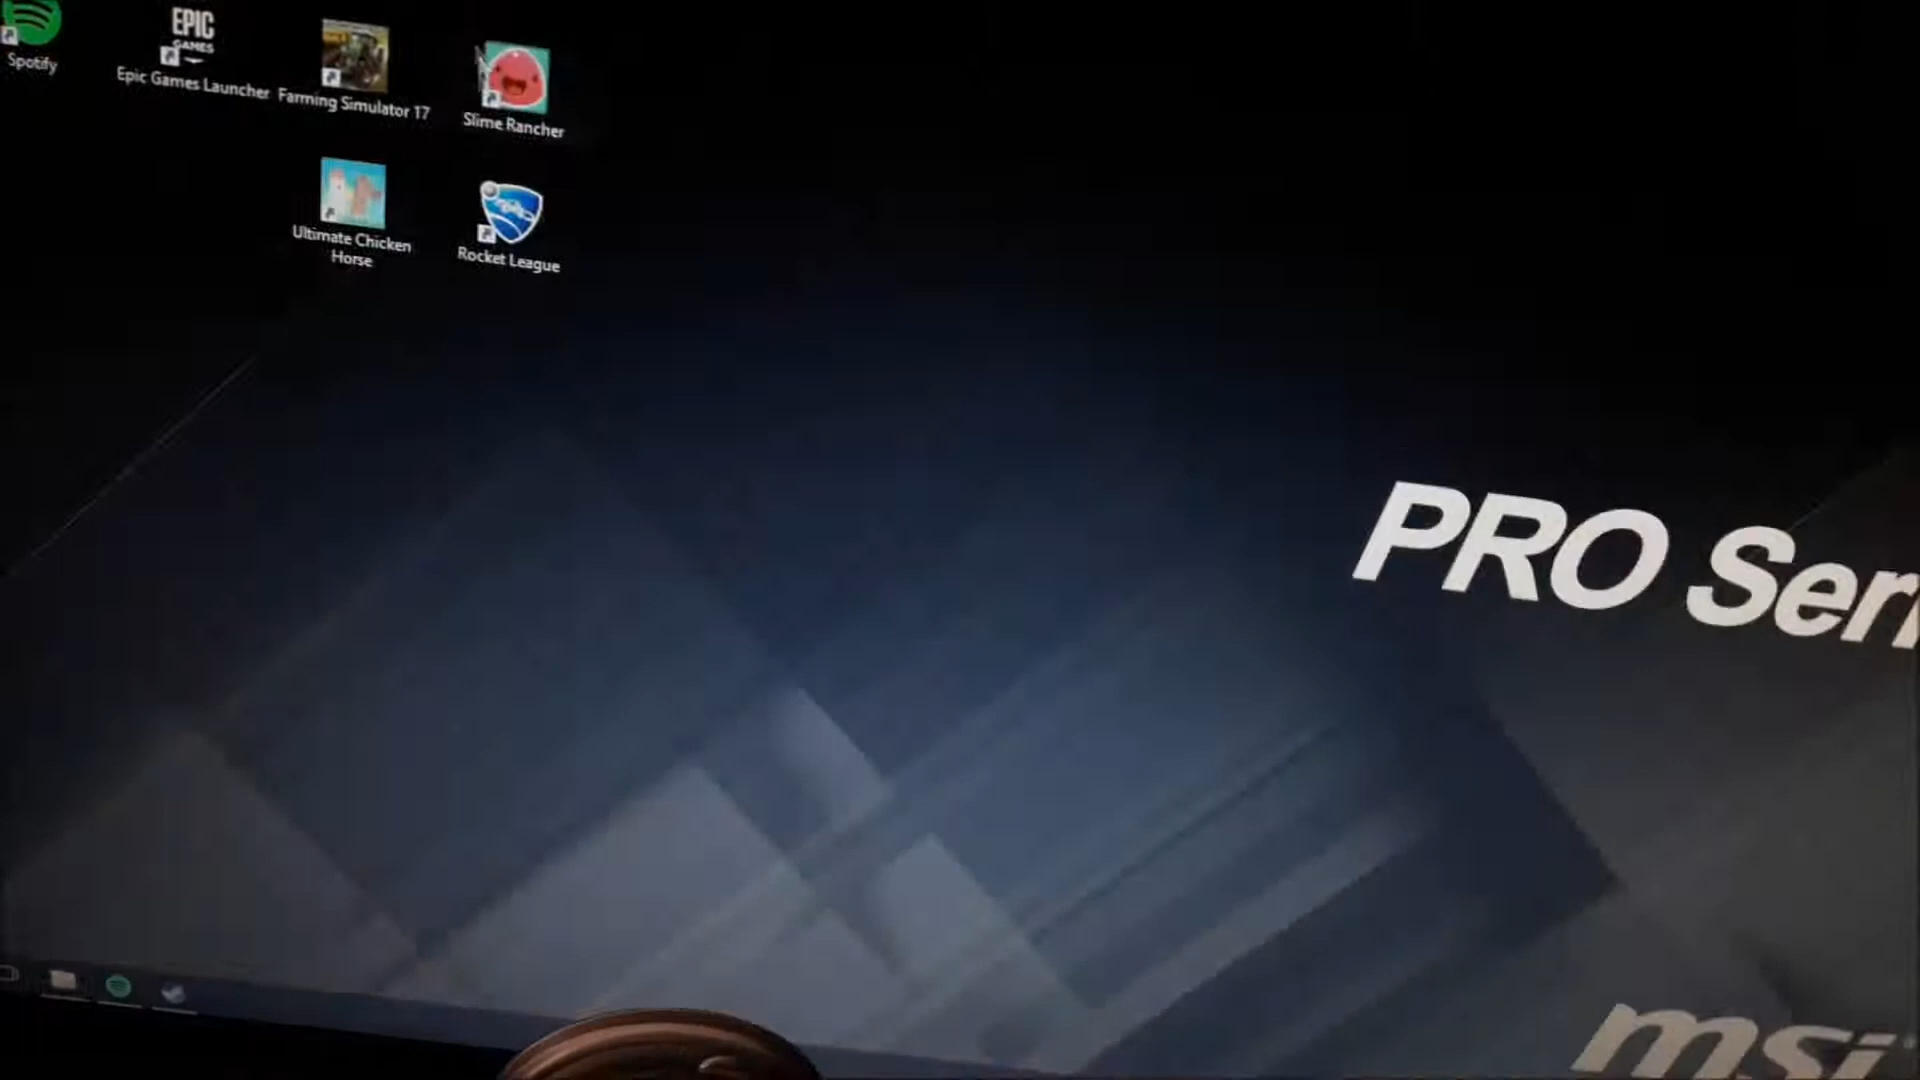 Spotify
EPIC
GAMES
Epic Games Launcher
Farming Simulator 17
Slime Rancher
Ultimate Chicken
Horse
Rocket League
PRO Seri
msi